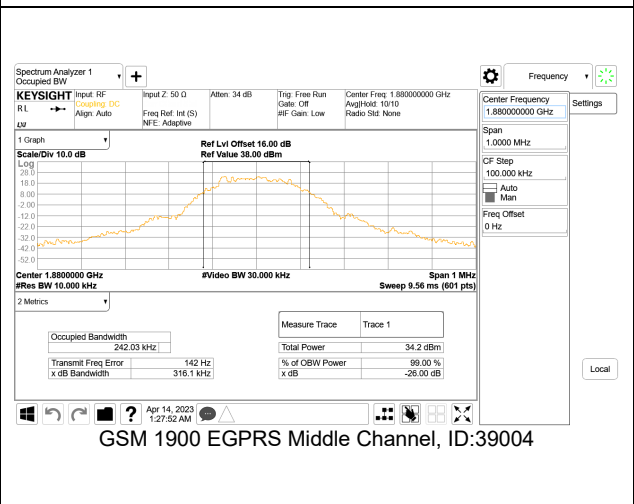 Spectrum Analyzer 1
Occupied BW
Frequency
KEYSIGHT
RL
Input: RF
Coupling: DC
Align: Auto
Input Z: 50 Ω
Freq Ref: Int (S)
NFE: Adaptive
Atten: 34 dB
Trig: Free Run
Gate: Off
#IF Gain: Low
Center Freq: 1.880000000 GHz
Avg|Hold: 10/10
Radio Std: None
Center Frequency
1.880000000 GHz
Settings
Span
1.0000 MHz
CF Step
100.000 kHz
Auto
Man
Freq Offset
0 Hz
1 Graph
Scale/Div 10.0 dB
Ref Lvl Offset 16.00 dB
Ref Value 38.00 dBm
Log
28.0
18.0
8.00
-2.00
-12.0
-22.0
-32.0
-42.0
-52.0
Center 1.8800000 GHz
#Video BW 30.000 kHz
Span 1 MHz
#Res BW 10.000 kHz
Sweep 9.56 ms (601 pts)
2 Metrics
Occupied Bandwidth
242.03 kHz
Transmit Freq Error 142 Hz
x dB Bandwidth 316.1 kHz
Measure Trace Trace 1
Total Power 34.2 dBm
% of OBW Power 99.00 %
x dB -26.00 dB
Local
?
Apr 14, 2023
1:27:52 AM
GSM 1900 EGPRS Middle Channel, ID:39004